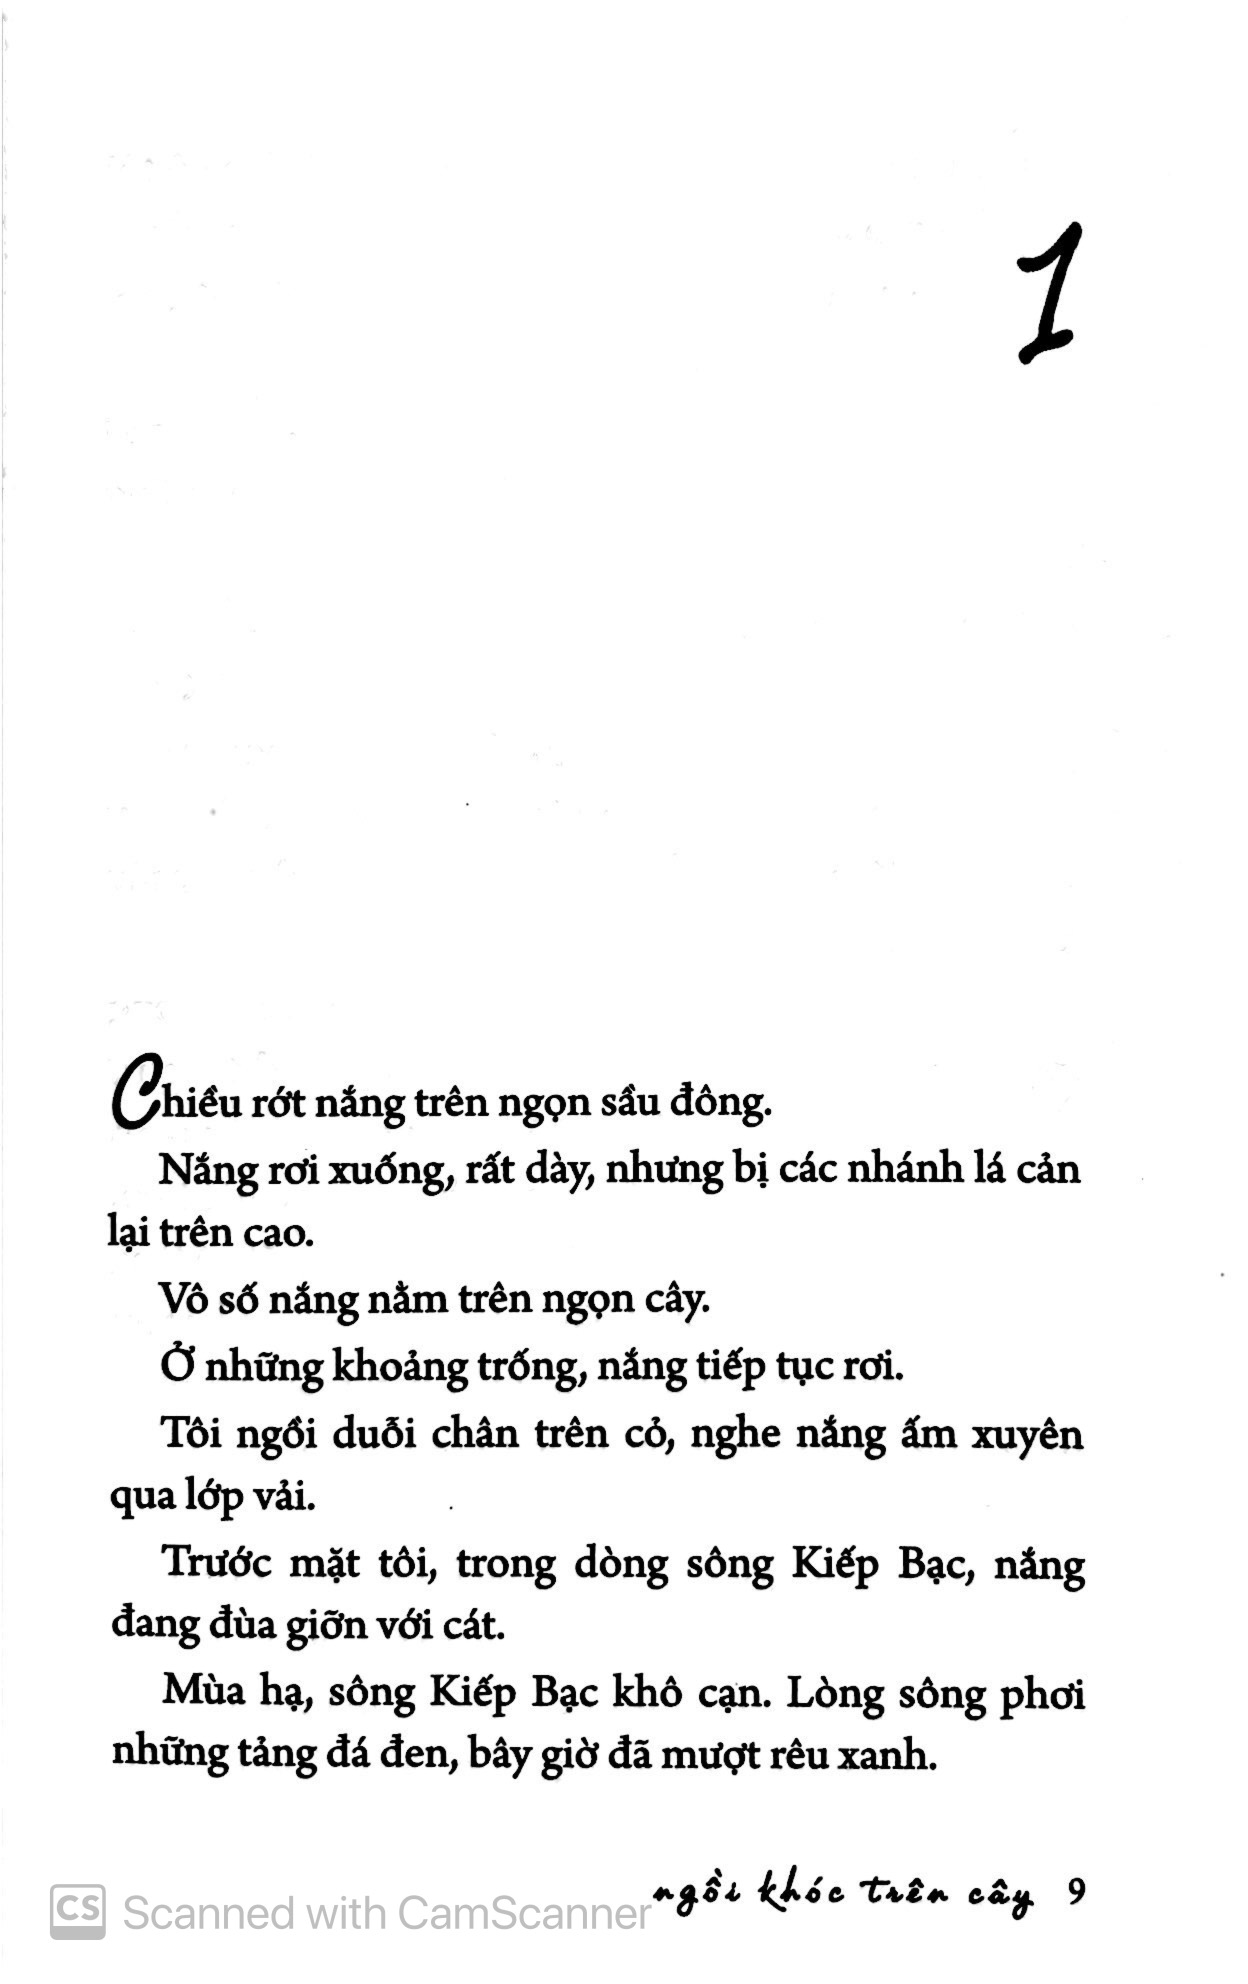 1
Chiều rớt nắng trên ngọn sầu đông.
Nắng rơi xuống, rất dày, nhưng bị các nhánh lá cản
lại trên cao.
Vô số nắng nằm trên ngọn cây.
Ở những khoảng trống, nắng tiếp tục rơi.
Tôi ngồi duỗi chân trên cỏ, nghe nắng ấm xuyên
qua lớp vải.
Trước mặt tôi, trong dòng sông Kiếp Bạc, nắng
đang đùa giỡn với cát.
Mùa hạ, sông Kiếp Bạc khô cạn. Lòng sông phơi
những tảng đá đen, bây giờ đã mượt rêu xanh.
ngồi khóc trên cây 9
CS Scanned with CamScanner